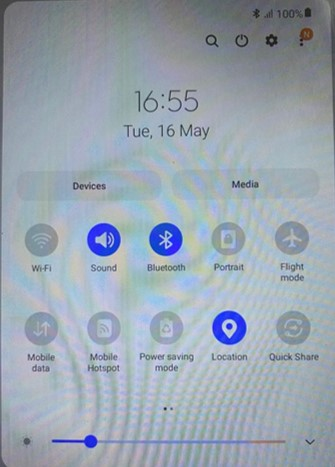 100%
N
16:55
Tue, 16 May
Devices Media
Wi-Fi Sound Bluetooth Portrait Flight mode
Mobile data Mobile Hotspot Power saving mode Location Quick Share